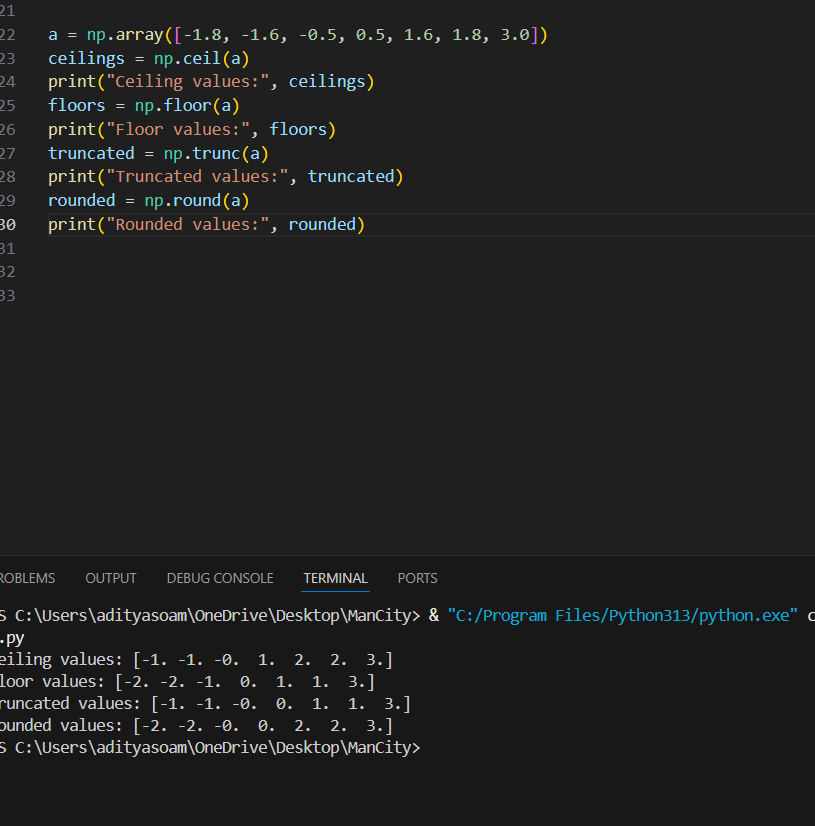 21
22 a = np.array([-1.8, -1.6, -0.5, 0.5, 1.6, 1.8, 3.0])
23 ceilings = np.ceil(a)
24 print("Ceiling values:", ceilings)
25 floors = np.floor(a)
26 print("Floor values:", floors)
27 truncated = np.trunc(a)
28 print("Truncated values:", truncated)
29 rounded = np.round(a)
30 print("Rounded values:", rounded)
31
32
33
ROBLEMS OUTPUT DEBUG CONSOLE TERMINAL PORTS
S C:\Users\adityasoam\OneDrive\Desktop\ManCity> & "C:/Program Files/Python313/python.exe" c
.py
eiling values: [-1. -1. -0.  1.  2.  2.  3.]
loor values: [-2. -2. -1.  0.  1.  1.  3.]
runcated values: [-1. -1. -0.  0.  1.  1.  3.]
ounded values: [-2. -2. -0.  0.  2.  2.  3.]
S C:\Users\adityasoam\OneDrive\Desktop\ManCity>